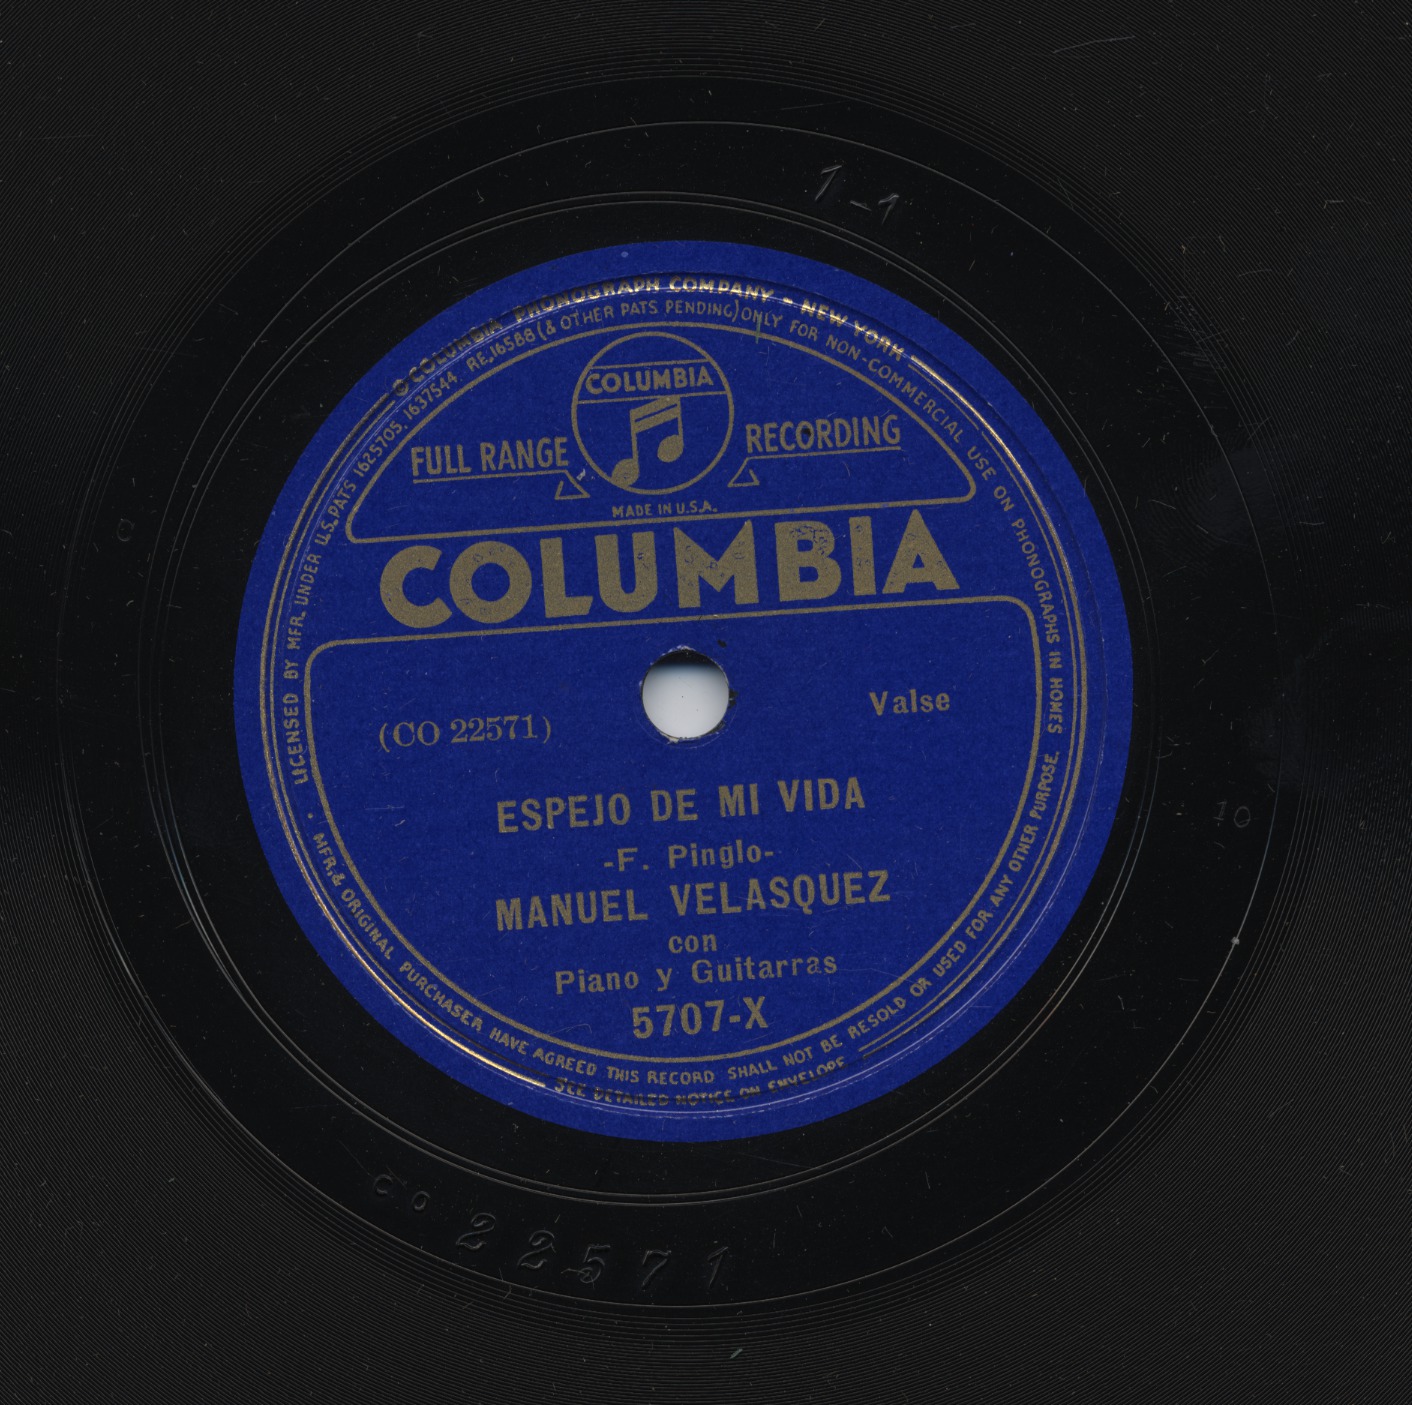 1-1
© COLUMBIA PHONOGRAPH COMPANY • NEW YORK
LICENSED BY MFR. UNDER U.S. PATS 1625705, 1637544 RE.16588 (& OTHER PATS PENDING) ONLY FOR NON-COMMERCIAL USE ON PHONOGRAPHS IN HOMES
COLUMBIA
FULL RANGE RECORDING
MADE IN U.S.A.
COLUMBIA
(CO 22571) Valse
ESPEJO DE MI VIDA
-F. Pinglo-
MANUEL VELASQUEZ
con
Piano y Guitarras
5707-X
• MFR. & ORIGINAL PURCHASER HAVE AGREED THIS RECORD SHALL NOT BE RESOLD OR USED FOR ANY OTHER PURPOSE.
SEE DETAILED NOTICE ON ENVELOPE
10
CO 22571